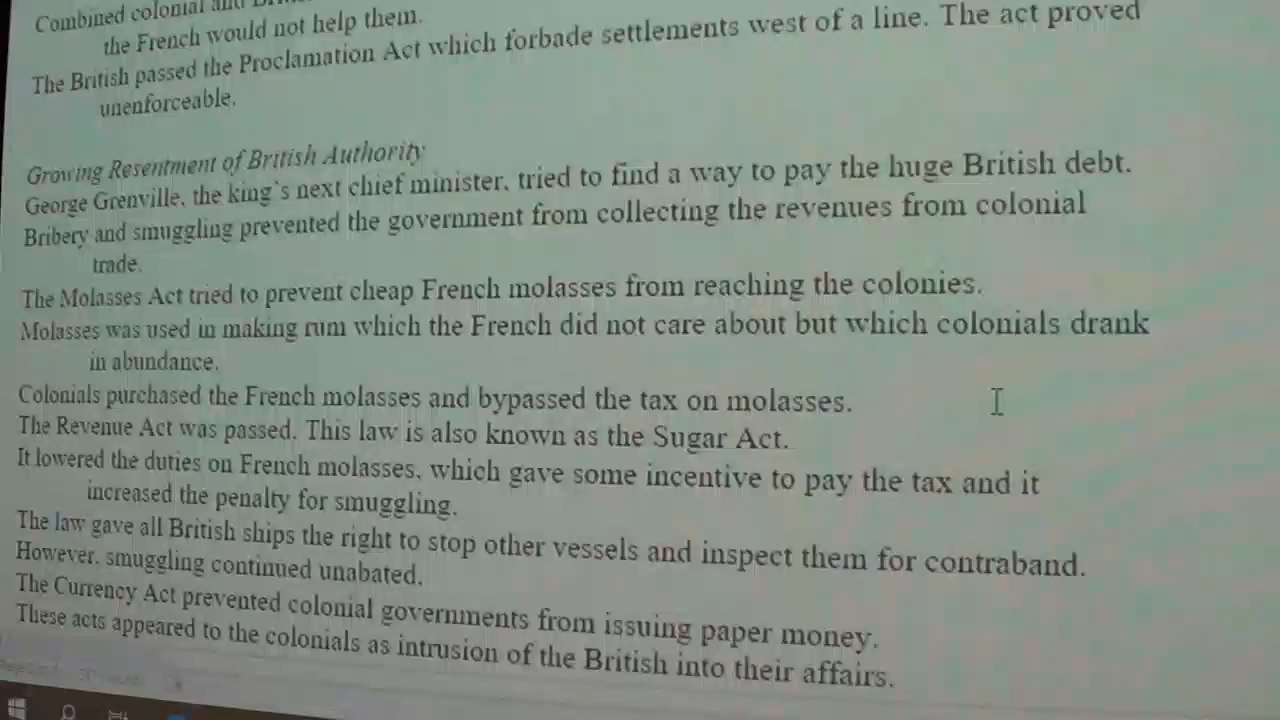 Combined colonial and
the French would not help them.
The British passed the Proclamation Act which forbade settlements west of a line. The act proved
unenforceable.
Growing Resentment of British Authority
George Grenville, the king's next chief minister, tried to find a way to pay the huge British debt.
Bribery and smuggling prevented the government from collecting the revenues from colonial
trade.
The Molasses Act tried to prevent cheap French molasses from reaching the colonies.
Molasses was used in making rum which the French did not care about but which colonials drank
in abundance.
Colonials purchased the French molasses and bypassed the tax on molasses.
The Revenue Act was passed. This law is also known as the Sugar Act.
It lowered the duties on French molasses, which gave some incentive to pay the tax and it
increased the penalty for smuggling.
The law gave all British ships the right to stop other vessels and inspect them for contraband.
However, smuggling continued unabated.
The Currency Act prevented colonial governments from issuing paper money.
These acts appeared to the colonials as intrusion of the British into their affairs.